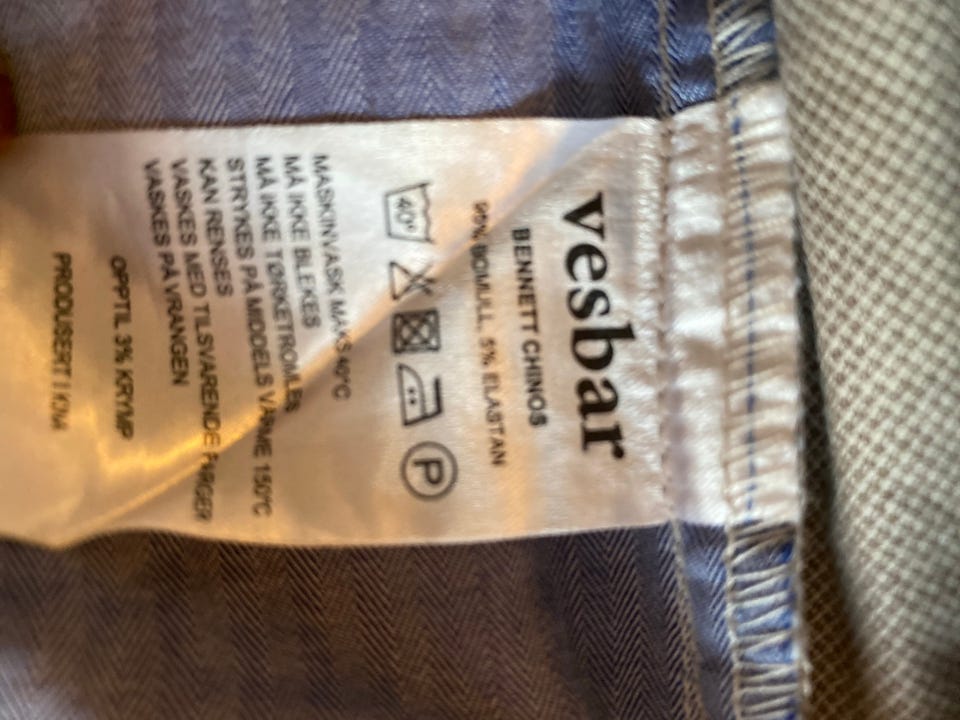 vesbar
BENNETT CHINOS
95% BOMULL, 5% ELASTAN
40° P
MASKINVASK MAKS 40°C
MÅ IKKE BLEKES
MÅ IKKE TØRKETROMLES
STRYKES PÅ MIDDELS VARME 150°C
KAN RENSES
VASKES MED TILSVARENDE FARGER
VASKES PÅ VRANGEN
OPPTIL 3% KRYMP
PRODUSERT I KINA